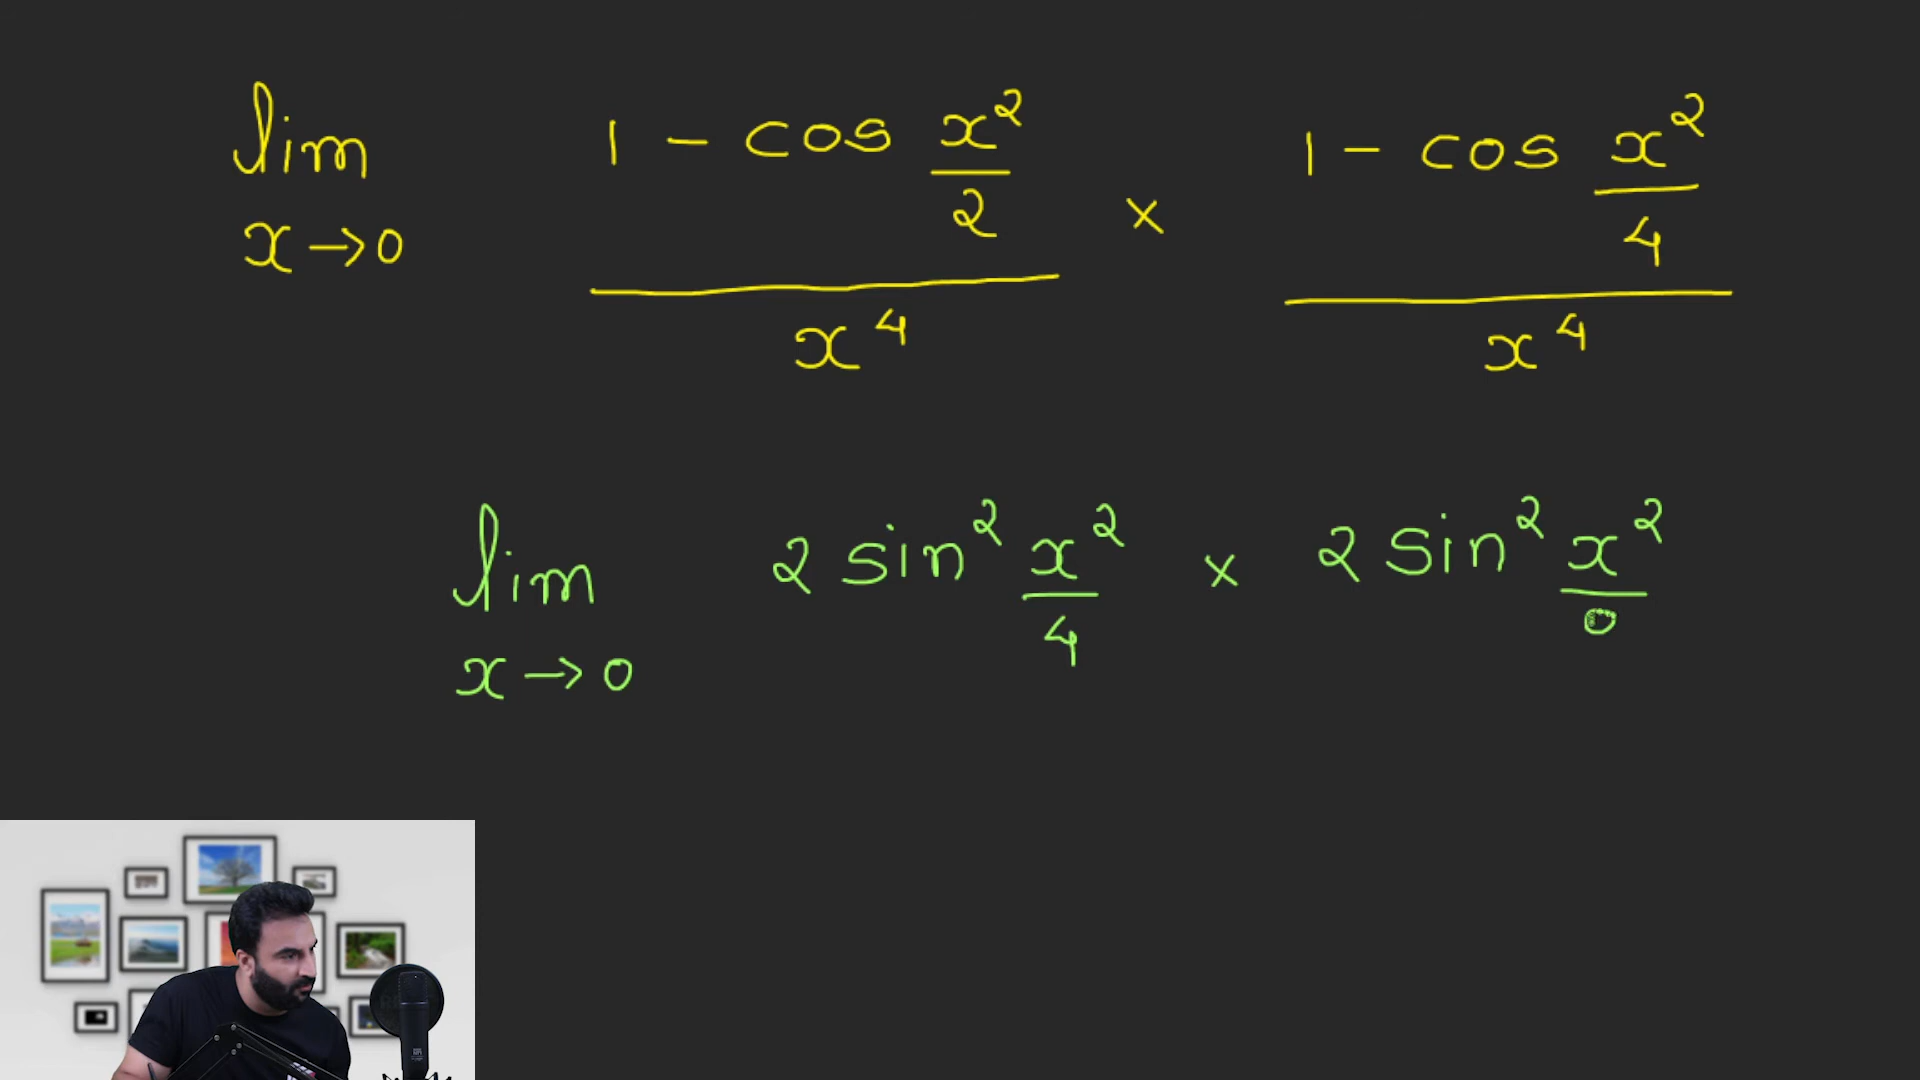 lim x→0 1 - cos x²/2 / x⁴ × 1 - cos x²/4 / x⁴
lim x→0 2 sin² x²/4 × 2 sin² x²/